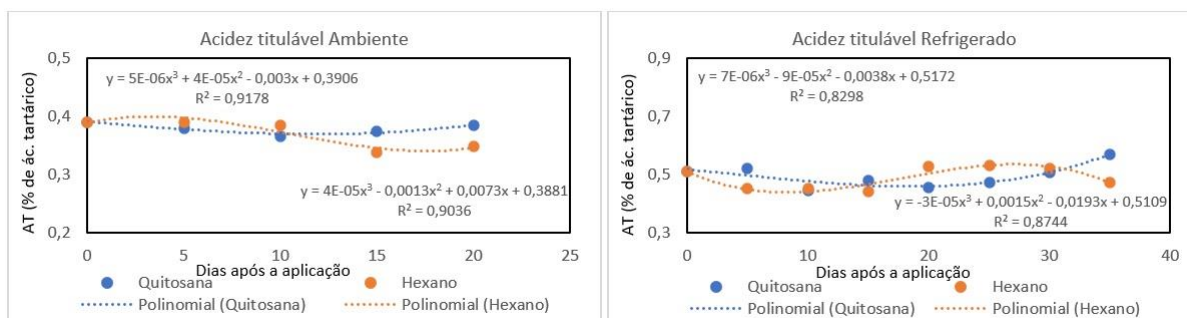 Acidez titulável Ambiente
0,5
y = 5E-06x³ + 4E-05x² - 0,003x + 0,3906
R² = 0,9178
0,4
0,3
y = 4E-05x³ - 0,0013x² + 0,0073x + 0,3881
R² = 0,9036
0,2
AT (% de ác. tartárico)
0 5 10 15 20 25
Dias após a aplicação
Quitosana Hexano
Polinomial (Quitosana) Polinomial (Hexano)
Acidez titulável Refrigerado
0,9
y = 7E-06x³ - 9E-05x² - 0,0038x + 0,5172
R² = 0,8298
0,7
0,5
y = -3E-05x³ + 0,0015x² - 0,0193x + 0,5109
R² = 0,8744
0,3
AT (% de ác. tartárico)
0 10 20 30 40
Dias após a aplicação
Quitosana Hexano
Polinomial (Quitosana) Polinomial (Hexano)